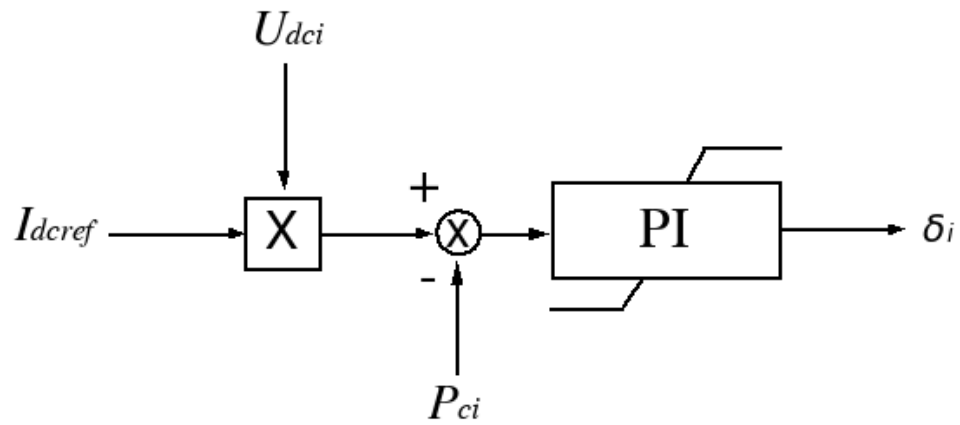 Udci
+
Idcref
X
X
PI
δi
-
Pci